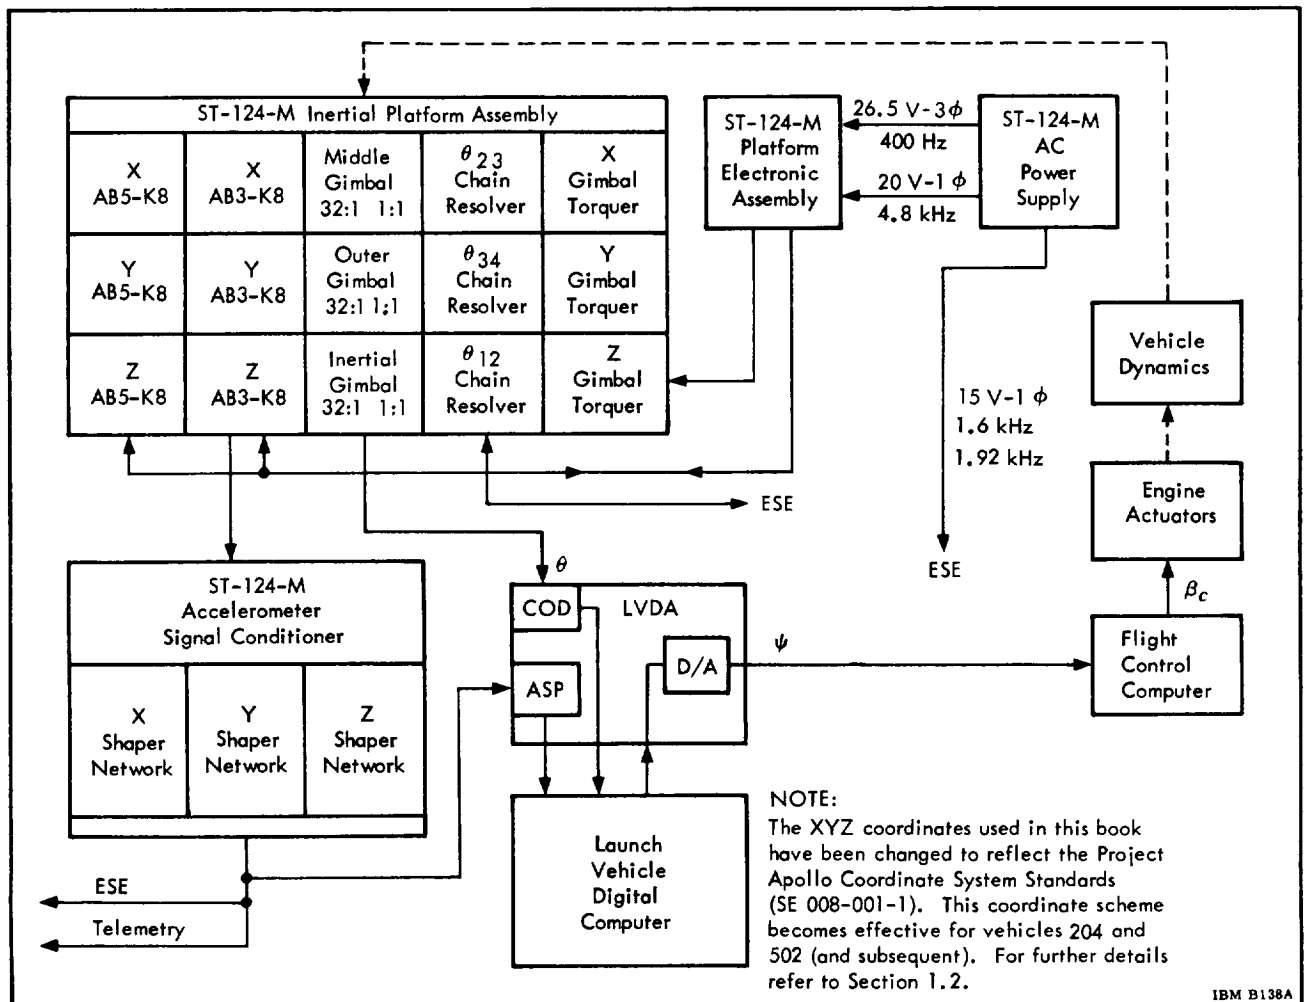 ST-124-M Inertial Platform Assembly
X
AB5-K8
X
AB3-K8
Middle
Gimbal
32:1 1:1
θ23
Chain
Resolver
X
Gimbal
Torquer
Y
AB5-K8
Y
AB3-K8
Outer
Gimbal
32:1 1:1
θ34
Chain
Resolver
Y
Gimbal
Torquer
Z
AB5-K8
Z
AB3-K8
Inertial
Gimbal
32:1 1:1
θ12
Chain
Resolver
Z
Gimbal
Torquer
ST-124-M
Platform
Electronic
Assembly
26.5 V-3φ
400 Hz
20 V-1 φ
4.8 kHz
ST-124-M
AC
Power
Supply
15 V-1 φ
1.6 kHz
1.92 kHz
ESE
ESE
Vehicle
Dynamics
Engine
Actuators
βc
Flight
Control
Computer
ST-124-M
Accelerometer
Signal Conditioner
X
Shaper
Network
Y
Shaper
Network
Z
Shaper
Network
θ
COD
LVDA
D/A
ASP
ψ
Launch
Vehicle
Digital
Computer
ESE
Telemetry
NOTE:
The XYZ coordinates used in this book
have been changed to reflect the Project
Apollo Coordinate System Standards
(SE 008-001-1). This coordinate scheme
becomes effective for vehicles 204 and
502 (and subsequent). For further details
refer to Section 1.2.
IBM B138A